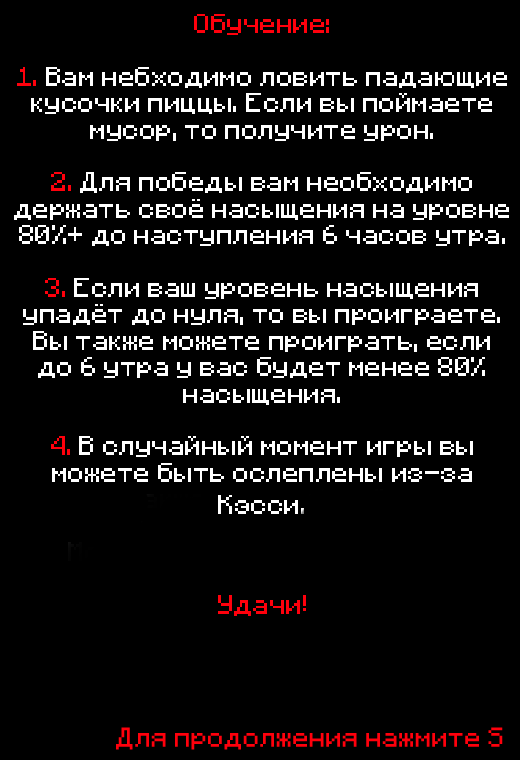 Обучение:
1. Вам небходимо ловить падающие
кусочки пиццы. Если вы поймаете
мусор, то получите урон.
2. Для победы вам необходимо
держать своё насыщения на уровне
80%+ до наступления 6 часов утра.
3. Если ваш уровень насыщения
упадёт до нуля, то вы проиграете.
Вы также можете проиграть, если
до 6 утра у вас будет менее 80%
насыщения.
4. В случайный момент игры вы
можете быть ослеплены из-за
Кэсси.
Удачи!
Для продолжения нажмите S